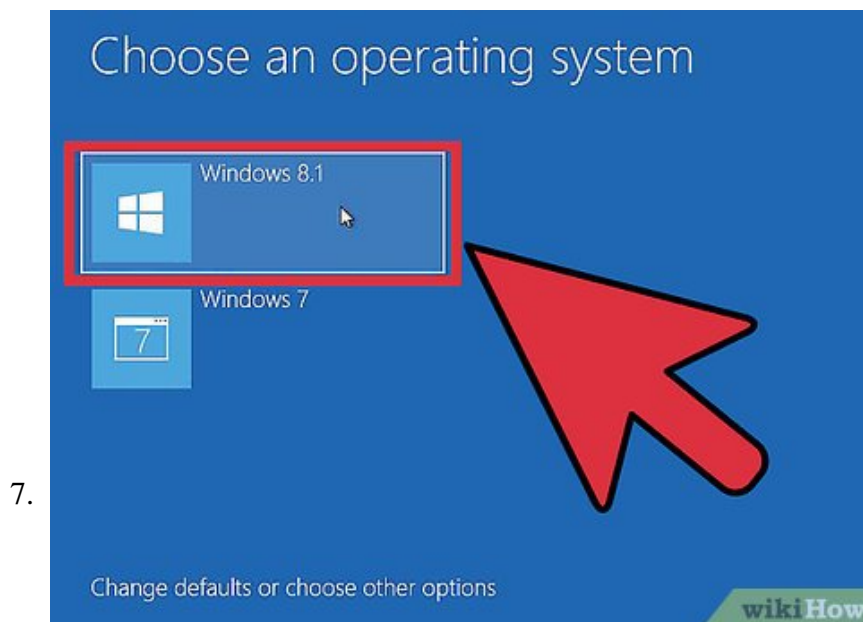 Choose an operating system
Windows 8.1
Windows 7
7
7.
Change defaults or choose other options
wikiHow